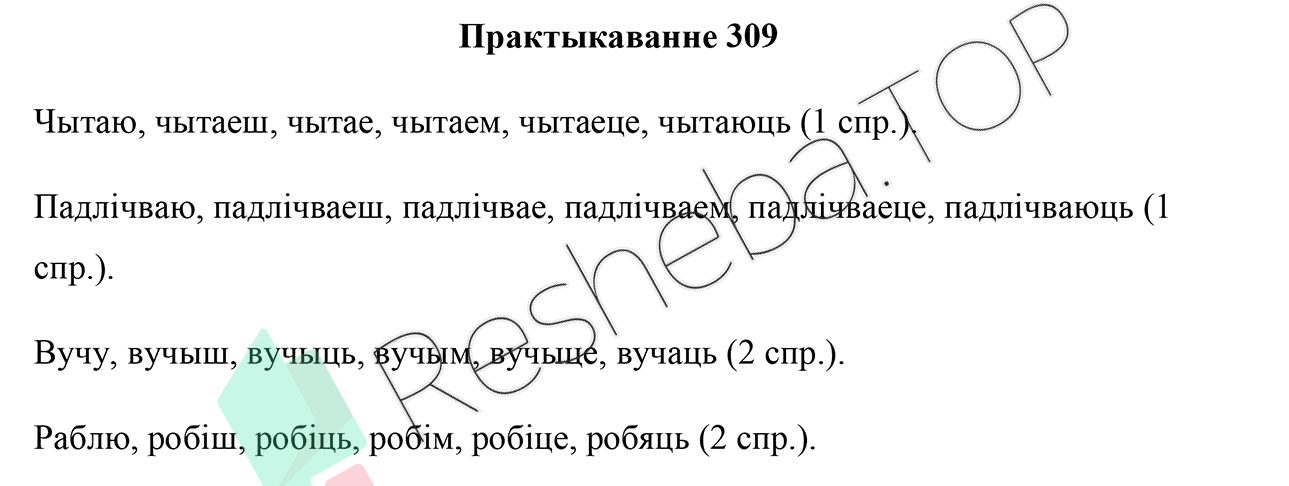 Практыкаванне 309
Чытаю, чытаеш, чытае, чытаем, чытаеце, чытаюць (1 спр.).
Падлічваю, падлічваеш, падлічвае, падлічваем, падлічваеце, падлічваюць (1
спр.).
Вучу, вучыш, вучыць, вучым, вучыце, вучаць (2 спр.).
Раблю, робіш, робіць, робім, робіце, робяць (2 спр.).
Resheba.TOP